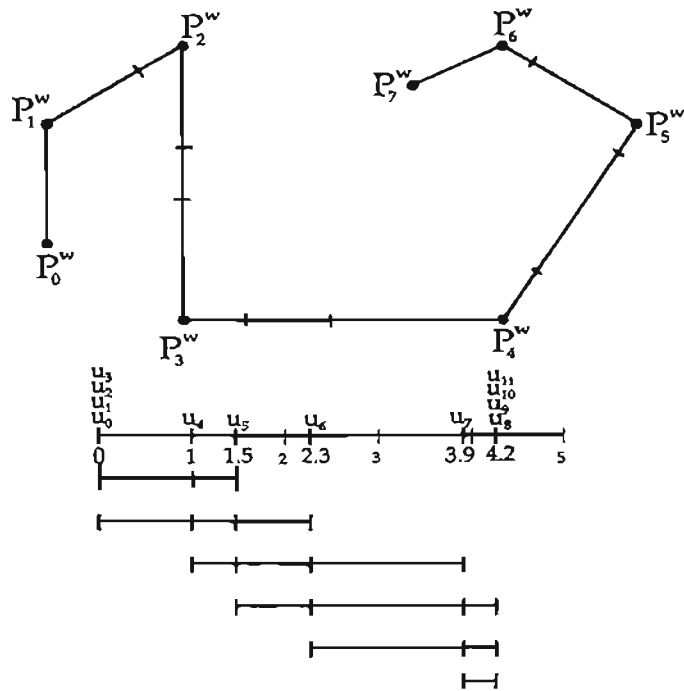 P₂ʷ
P₆ʷ
P₇ʷ
P₁ʷ
P₅ʷ
P₀ʷ
P₃ʷ
P₄ʷ
u₃
u₂
u₁
u₀ u₄ u₅ u₆ u₇
u₁₁
u₁₀
u₉
u₈
0 1 1.5 2 2.3 3 3.9 4.2 5